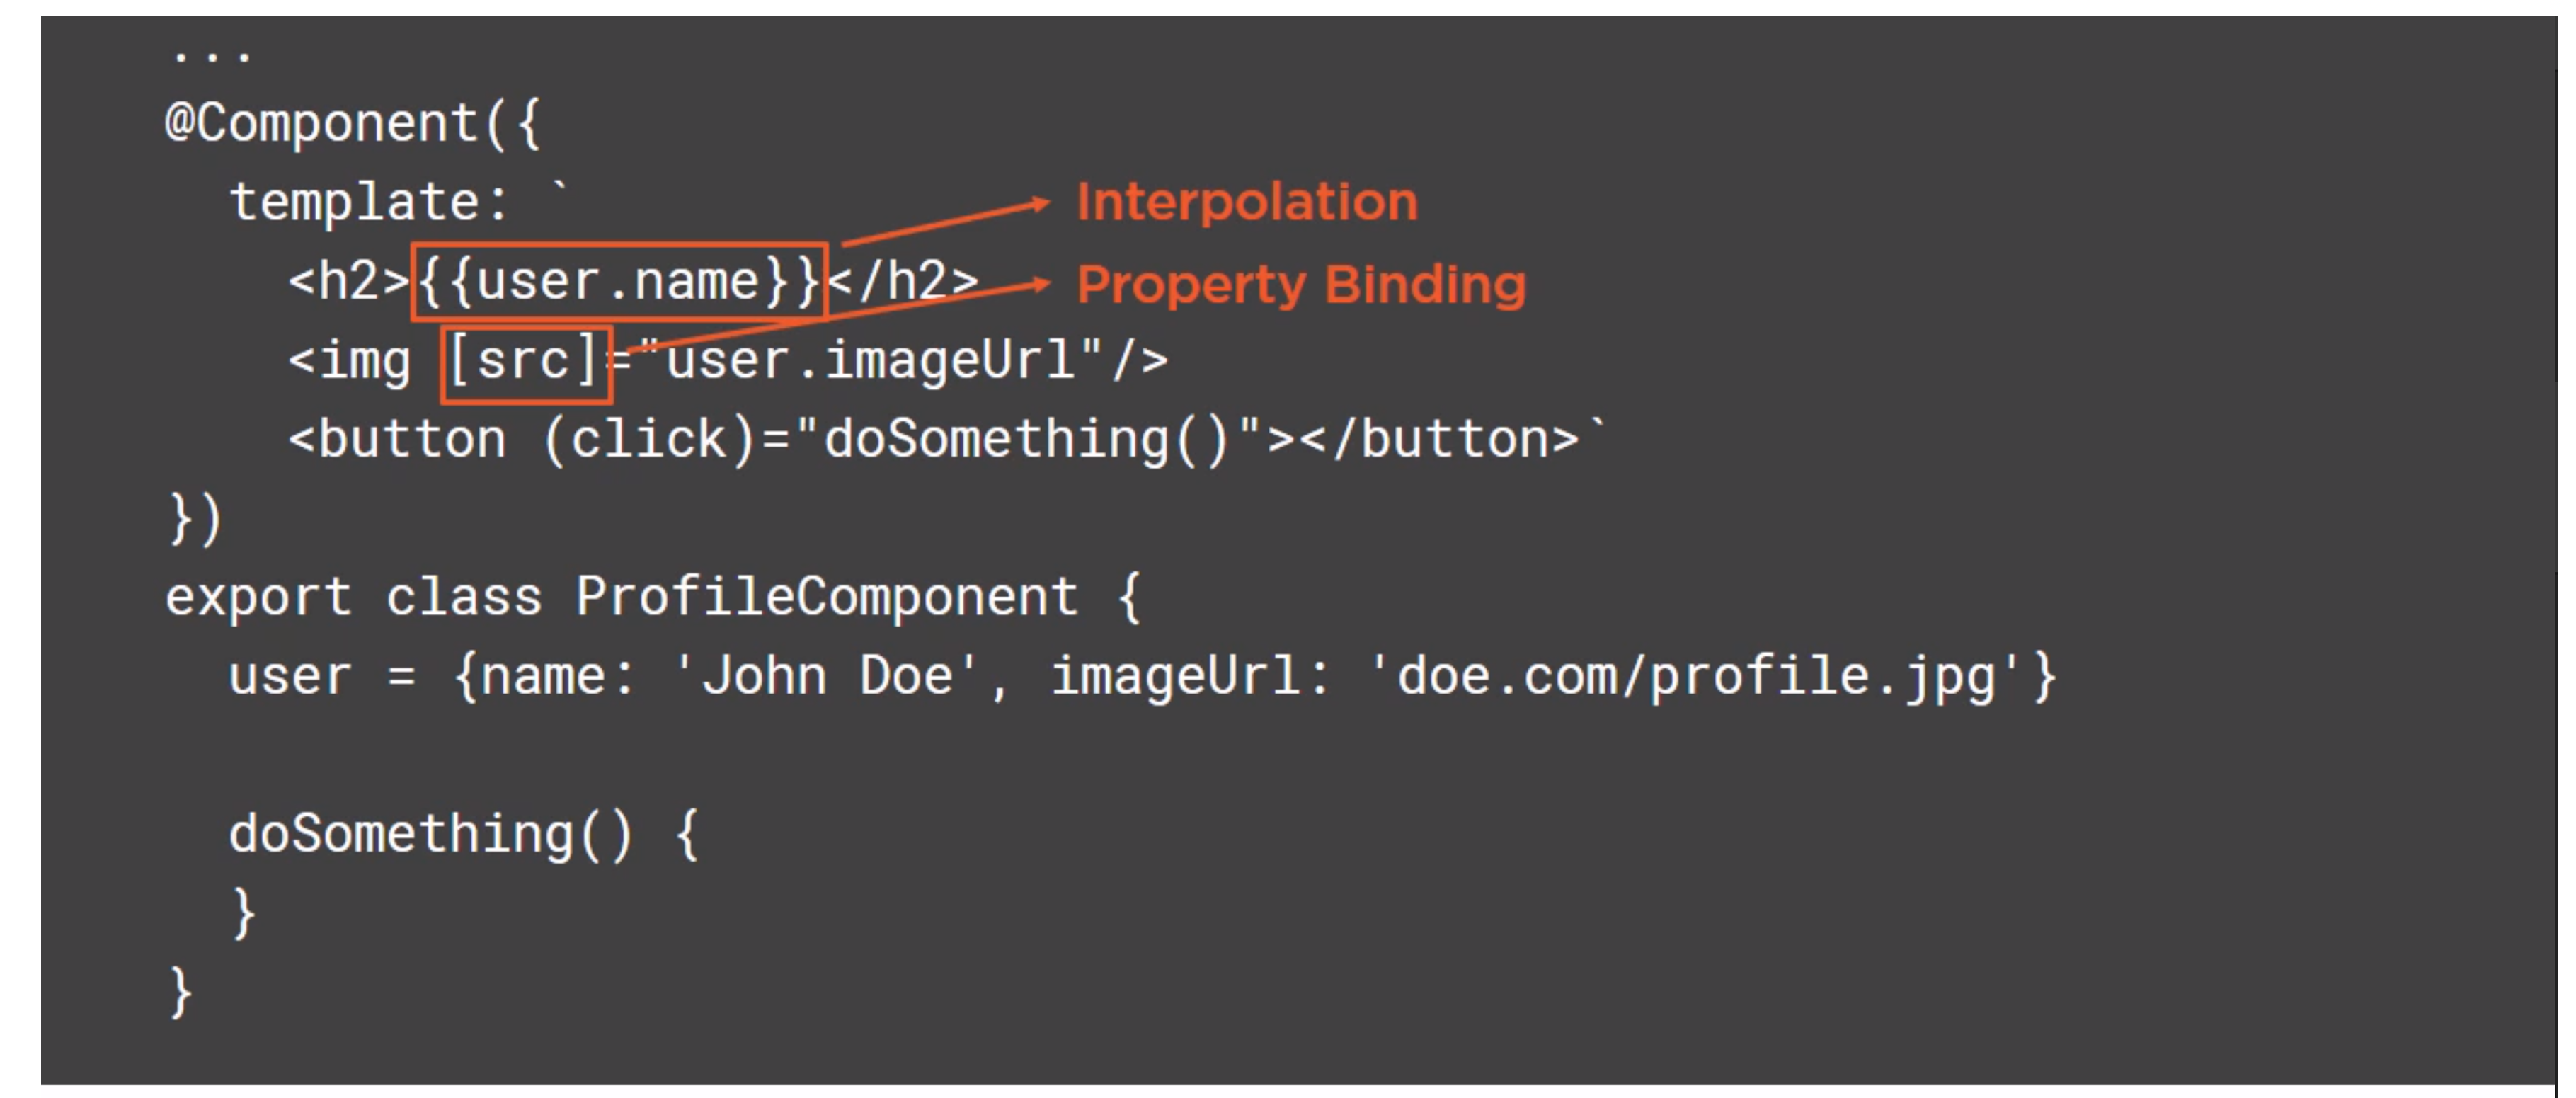 ...
@Component({
template: `
Interpolation
<h2>{{user.name}}</h2>
Property Binding
<img [src]="user.imageUrl"/>
<button (click)="doSomething()"></button>`
})
export class ProfileComponent {
user = {name: 'John Doe', imageUrl: 'doe.com/profile.jpg'}
doSomething() {
}
}